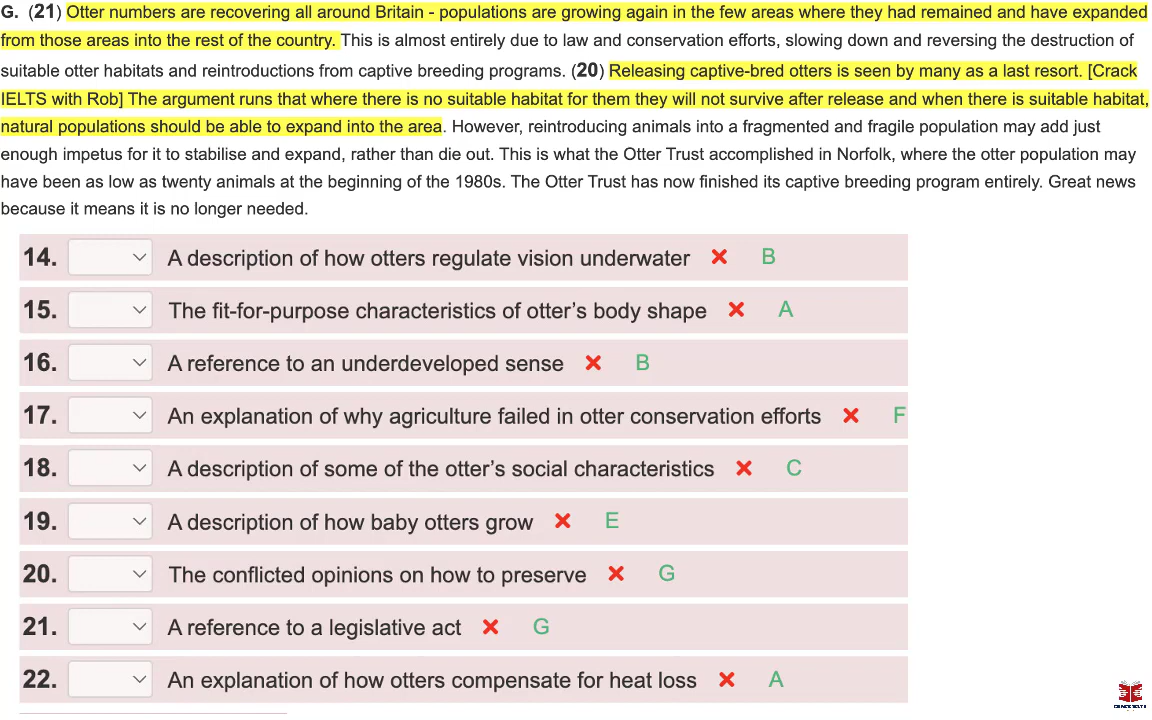 G. (21) Otter numbers are recovering all around Britain - populations are growing again in the few areas where they had remained and have expanded
from those areas into the rest of the country. This is almost entirely due to law and conservation efforts, slowing down and reversing the destruction of
suitable otter habitats and reintroductions from captive breeding programs. (20) Releasing captive-bred otters is seen by many as a last resort. [Crack
IELTS with Rob] The argument runs that where there is no suitable habitat for them they will not survive after release and when there is suitable habitat,
natural populations should be able to expand into the area. However, reintroducing animals into a fragmented and fragile population may add just
enough impetus for it to stabilise and expand, rather than die out. This is what the Otter Trust accomplished in Norfolk, where the otter population may
have been as low as twenty animals at the beginning of the 1980s. The Otter Trust has now finished its captive breeding program entirely. Great news
because it means it is no longer needed.
14. A description of how otters regulate vision underwater B
15. The fit-for-purpose characteristics of otter’s body shape A
16. A reference to an underdeveloped sense B
17. An explanation of why agriculture failed in otter conservation efforts F
18. A description of some of the otter’s social characteristics C
19. A description of how baby otters grow E
20. The conflicted opinions on how to preserve G
21. A reference to a legislative act G
22. An explanation of how otters compensate for heat loss A